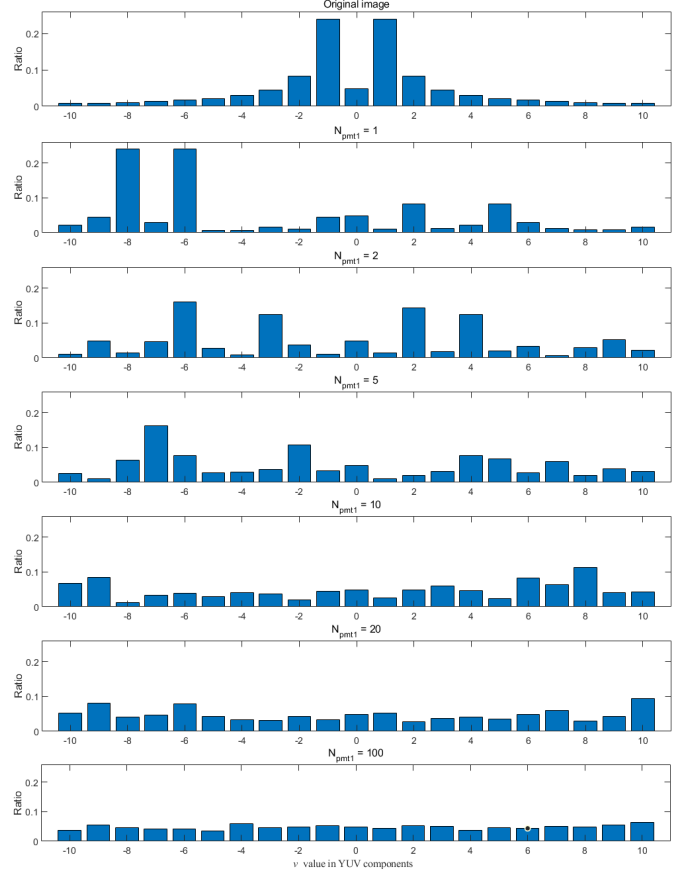 Original image
Ratio
0.2
0.1
0
-10 -8 -6 -4 -2 0 2 4 6 8 10
N_pmt1 = 1
Ratio
0.2
0.1
0
-10 -8 -6 -4 -2 0 2 4 6 8 10
N_pmt1 = 2
Ratio
0.2
0.1
0
-10 -8 -6 -4 -2 0 2 4 6 8 10
N_pmt1 = 5
Ratio
0.2
0.1
0
-10 -8 -6 -4 -2 0 2 4 6 8 10
N_pmt1 = 10
Ratio
0.2
0.1
0
-10 -8 -6 -4 -2 0 2 4 6 8 10
N_pmt1 = 20
Ratio
0.2
0.1
0
-10 -8 -6 -4 -2 0 2 4 6 8 10
N_pmt1 = 100
Ratio
0.2
0.1
0
-10 -8 -6 -4 -2 0 2 4 6 8 10
v value in YUV components